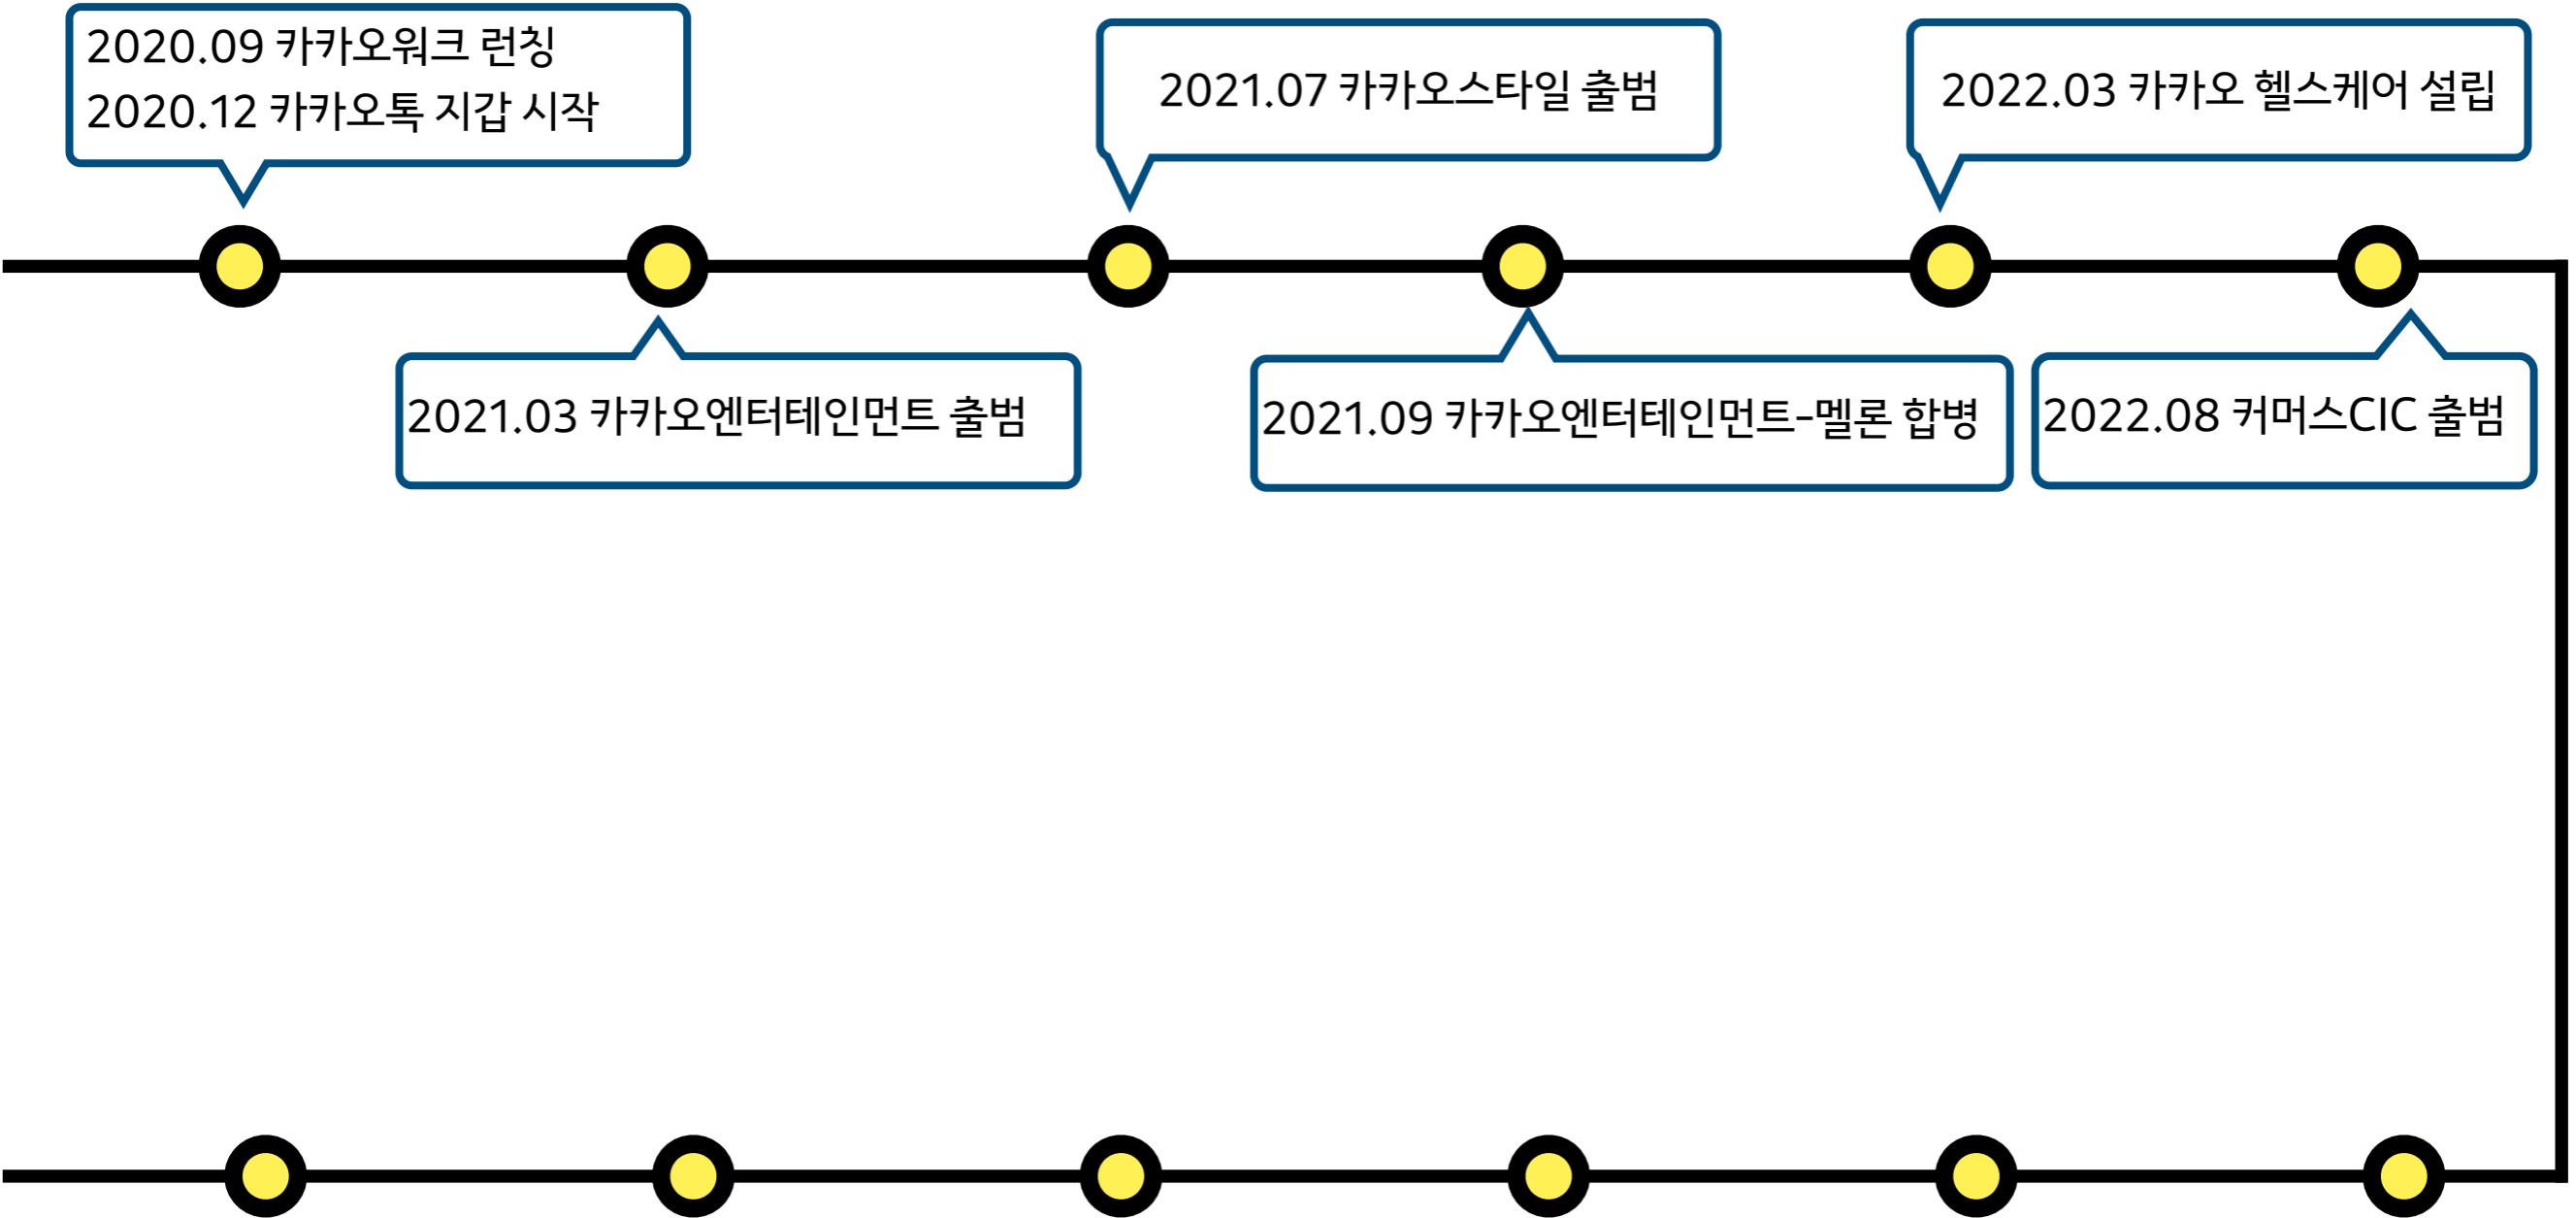 2020.09 카카오워크 런칭
2020.12 카카오톡 지갑 시작
2021.07 카카오스타일 출범
2022.03 카카오 헬스케어 설립
2021.03 카카오엔터테인먼트 출범
2021.09 카카오엔터테인먼트-멜론 합병
2022.08 커머스CIC 출범